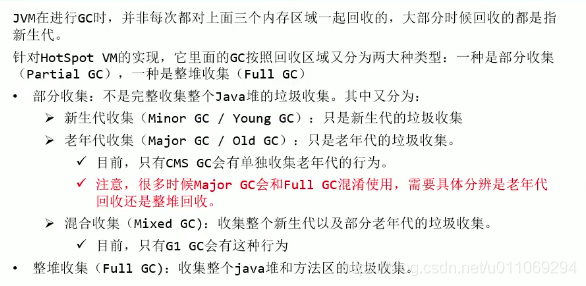 JVM在进行GC时，并非每次都对上面三个内存区域一起回收的，大部分时候回收的都是指
新生代。
针对HotSpot VM的实现，它里面的GC按照回收区域又分为两大种类型：一种是部分收集
（Partial GC），一种是整堆收集（Full GC）
• 部分收集：不是完整收集整个Java堆的垃圾收集。其中又分为：
➢ 新生代收集（Minor GC / Young GC）：只是新生代的垃圾收集
➢ 老年代收集（Major GC / Old GC）：只是老年代的垃圾收集。
✓ 目前，只有CMS GC会有单独收集老年代的行为。
✓ 注意，很多时候Major GC会和Full GC混淆使用，需要具体分辨是老年代
回收还是整堆回收。
➢ 混合收集（Mixed GC）：收集整个新生代以及部分老年代的垃圾收集。
✓ 目前，只有G1 GC会有这种行为
• 整堆收集（Full GC）：收集整个java堆和方法区的垃圾收集。
csdn.net/u011069294